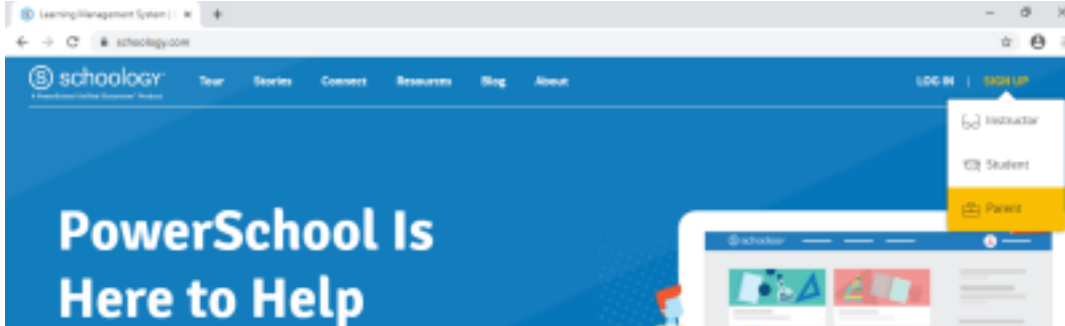 Learning Management System |
schoology.com
schoology
Tour Stories Connect Resources Blog About
LOG IN | SIGN UP
Instructor
Student
Parent
PowerSchool Is
Here to Help
schoology